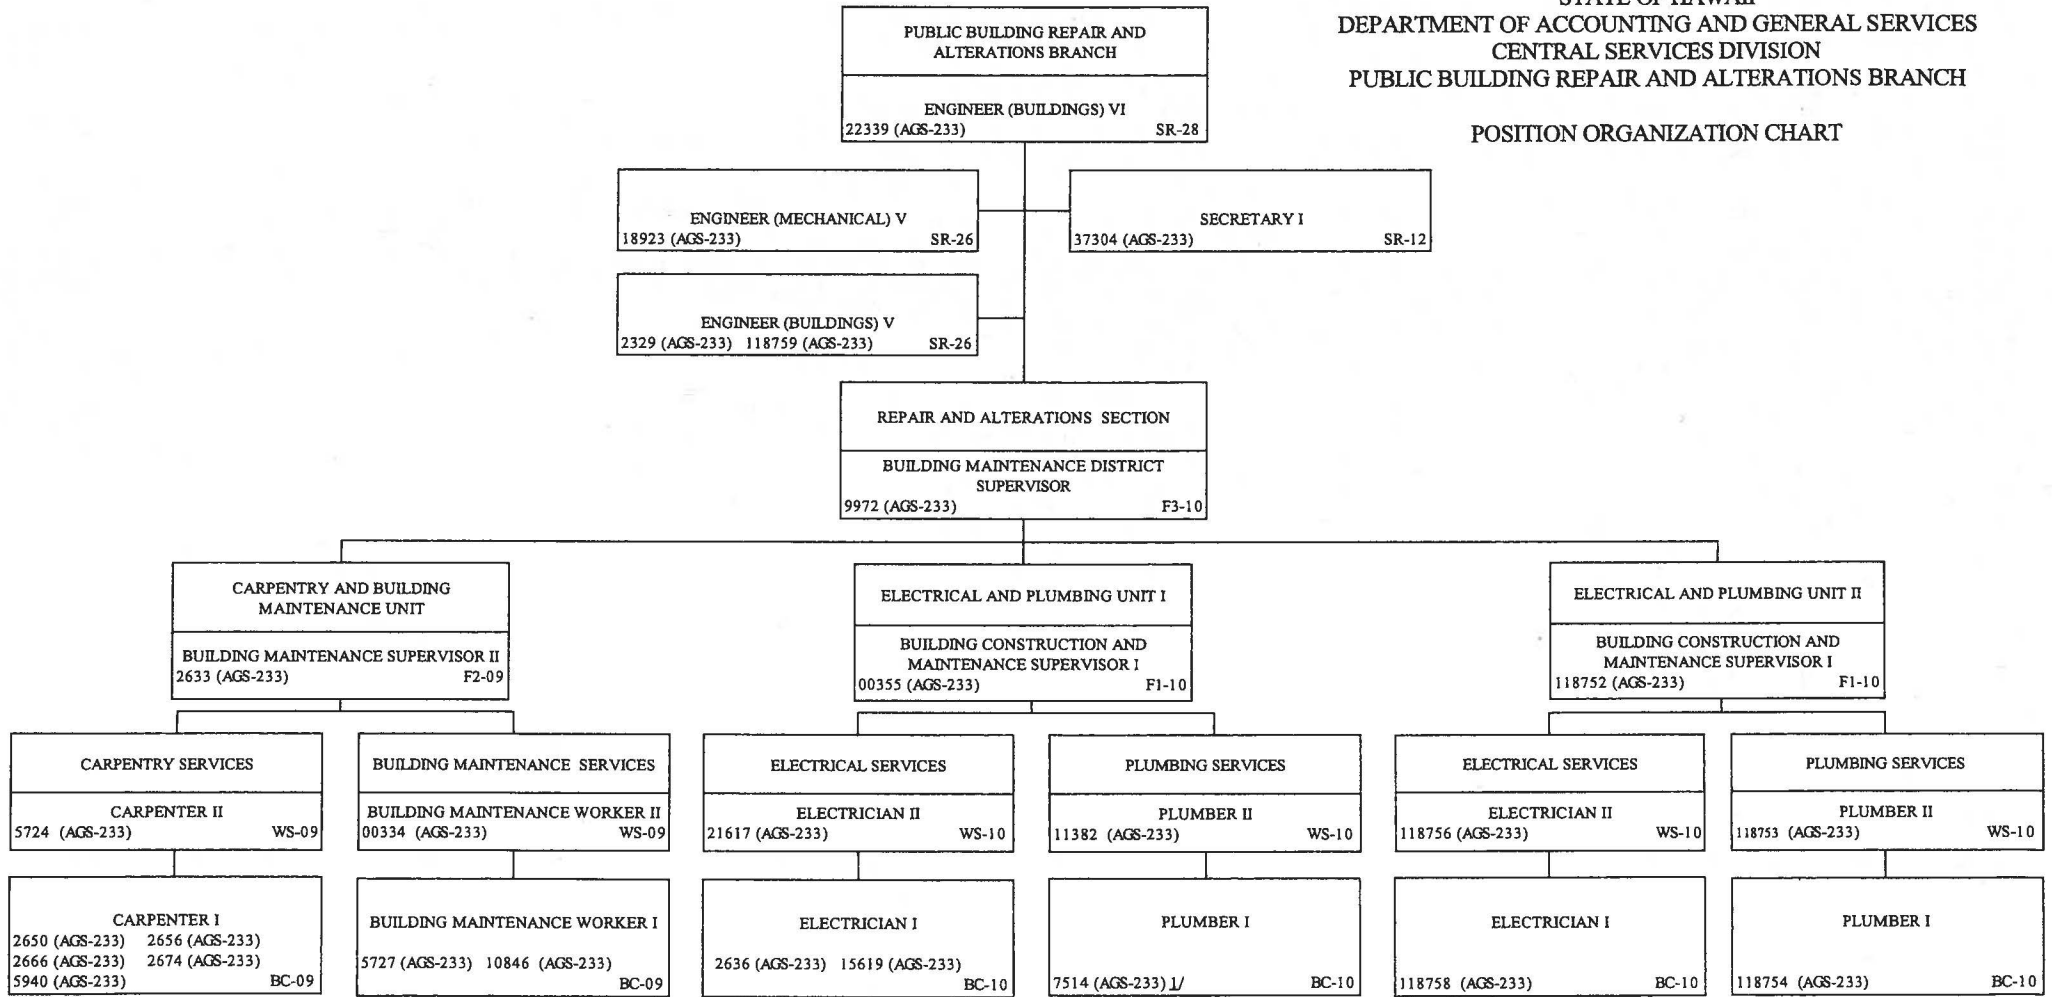 STATE OF HAWAII
DEPARTMENT OF ACCOUNTING AND GENERAL SERVICES
CENTRAL SERVICES DIVISION
PUBLIC BUILDING REPAIR AND ALTERATIONS BRANCH
POSITION ORGANIZATION CHART
PUBLIC BUILDING REPAIR AND
ALTERATIONS BRANCH
ENGINEER (BUILDINGS) VI
22339 (AGS-233) SR-28
ENGINEER (MECHANICAL) V
18923 (AGS-233) SR-26
SECRETARY I
37304 (AGS-233) SR-12
ENGINEER (BUILDINGS) V
2329 (AGS-233) 118759 (AGS-233) SR-26
REPAIR AND ALTERATIONS SECTION
BUILDING MAINTENANCE DISTRICT
SUPERVISOR
9972 (AGS-233) F3-10
CARPENTRY AND BUILDING
MAINTENANCE UNIT
BUILDING MAINTENANCE SUPERVISOR II
2633 (AGS-233) F2-09
ELECTRICAL AND PLUMBING UNIT I
BUILDING CONSTRUCTION AND
MAINTENANCE SUPERVISOR I
00355 (AGS-233) F1-10
ELECTRICAL AND PLUMBING UNIT II
BUILDING CONSTRUCTION AND
MAINTENANCE SUPERVISOR I
118752 (AGS-233) F1-10
CARPENTRY SERVICES
CARPENTER II
5724 (AGS-233) WS-09
BUILDING MAINTENANCE SERVICES
BUILDING MAINTENANCE WORKER II
00334 (AGS-233) WS-09
ELECTRICAL SERVICES
ELECTRICIAN II
21617 (AGS-233) WS-10
PLUMBING SERVICES
PLUMBER II
11382 (AGS-233) WS-10
ELECTRICAL SERVICES
ELECTRICIAN II
118756 (AGS-233) WS-10
PLUMBING SERVICES
PLUMBER II
118753 (AGS-233) WS-10
CARPENTER I
2650 (AGS-233) 2656 (AGS-233)
2666 (AGS-233) 2674 (AGS-233)
5940 (AGS-233) BC-09
BUILDING MAINTENANCE WORKER I
5727 (AGS-233) 10846 (AGS-233)
BC-09
ELECTRICIAN I
2636 (AGS-233) 15619 (AGS-233)
BC-10
PLUMBER I
7514 (AGS-233) 1/ BC-10
ELECTRICIAN I
118758 (AGS-233) BC-10
PLUMBER I
118754 (AGS-233) BC-10